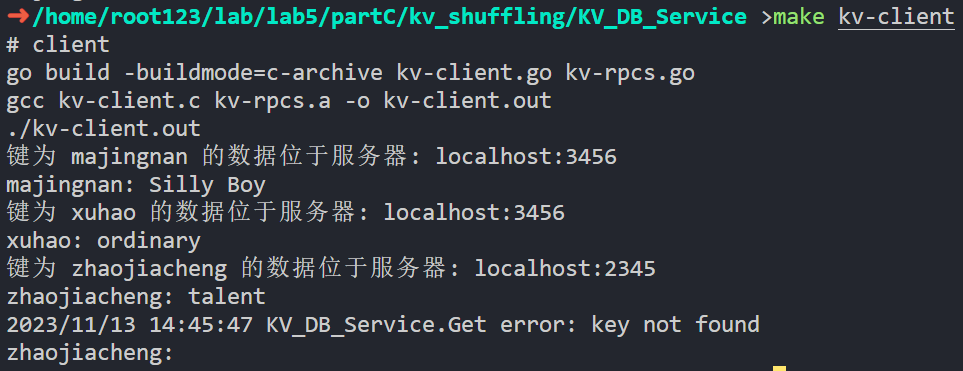 ➜/home/root123/lab/lab5/partC/kv_shuffling/KV_DB_Service >make kv-client
# client
go build -buildmode=c-archive kv-client.go kv-rpcs.go
gcc kv-client.c kv-rpcs.a -o kv-client.out
./kv-client.out
键为 majingnan 的数据位于服务器: localhost:3456
majingnan: Silly Boy
键为 xuhao 的数据位于服务器: localhost:3456
xuhao: ordinary
键为 zhaojiacheng 的数据位于服务器: localhost:2345
zhaojiacheng: talent
2023/11/13 14:45:47 KV_DB_Service.Get error: key not found
zhaojiacheng: